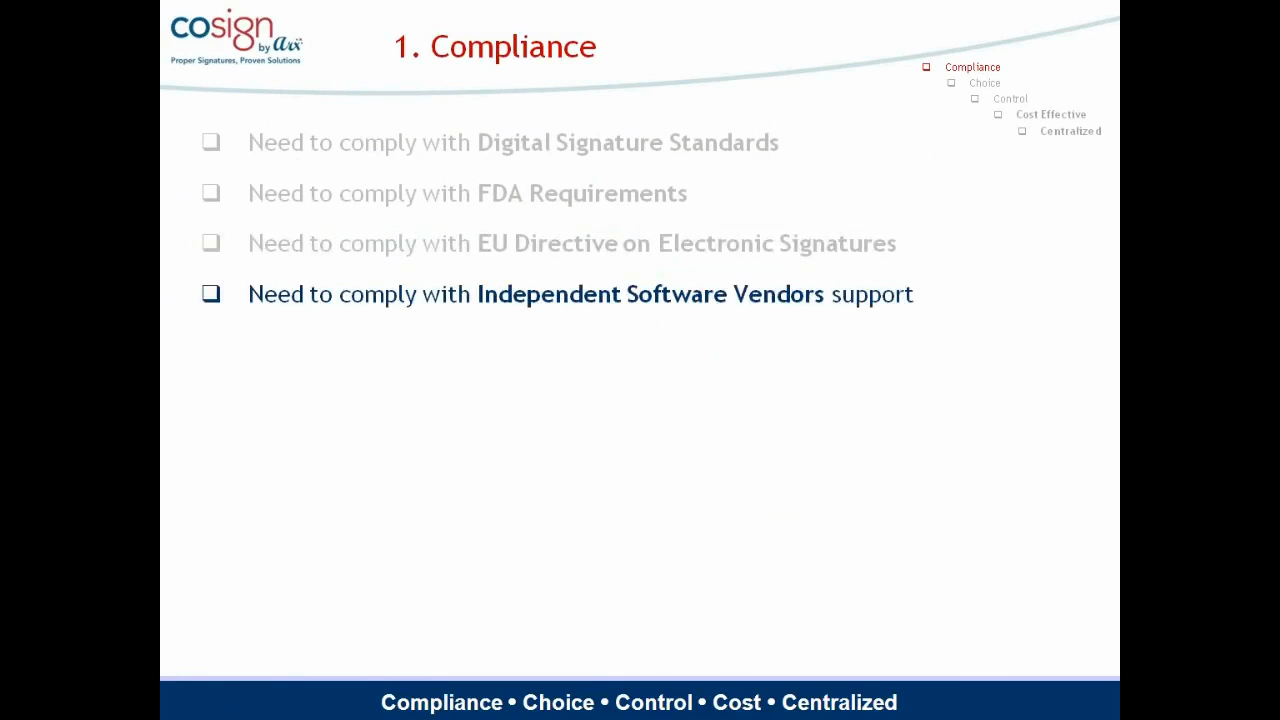 cosign
by arx
Proper Signatures, Proven Solutions
1. Compliance
Compliance
Choice
Control
Cost Effective
Centralized
Need to comply with Digital Signature Standards
Need to comply with FDA Requirements
Need to comply with EU Directive on Electronic Signatures
Need to comply with Independent Software Vendors support
Compliance • Choice • Control • Cost • Centralized